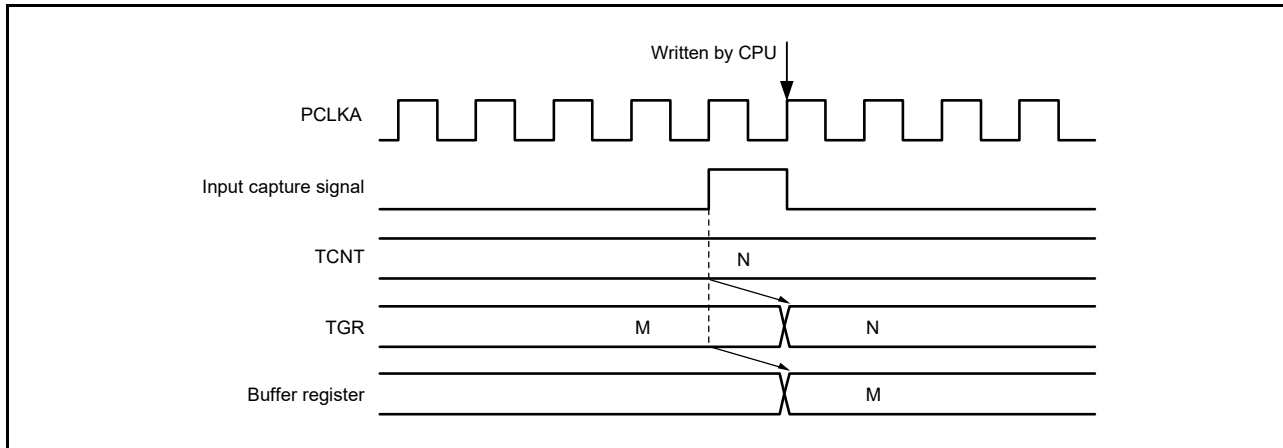 Written by CPU
PCLKA
Input capture signal
TCNT
N
TGR
M
N
Buffer register
M